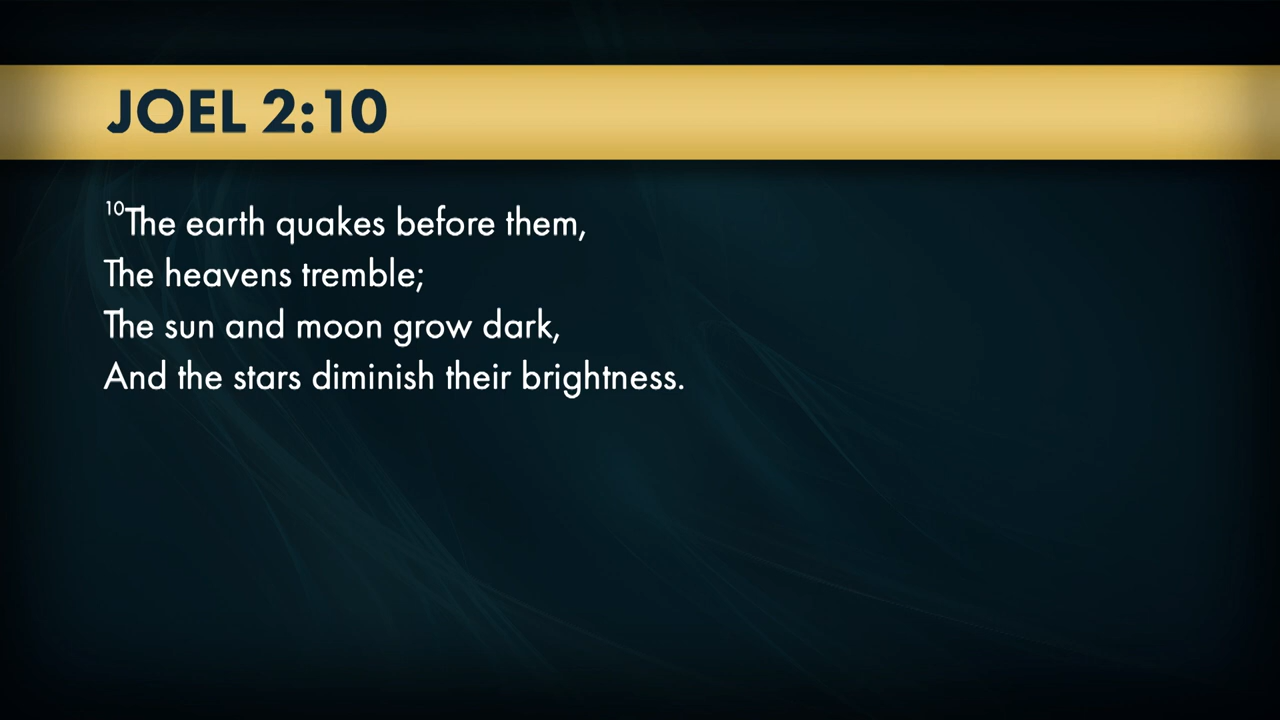 JOEL 2:10
10The earth quakes before them,
The heavens tremble;
The sun and moon grow dark,
And the stars diminish their brightness.